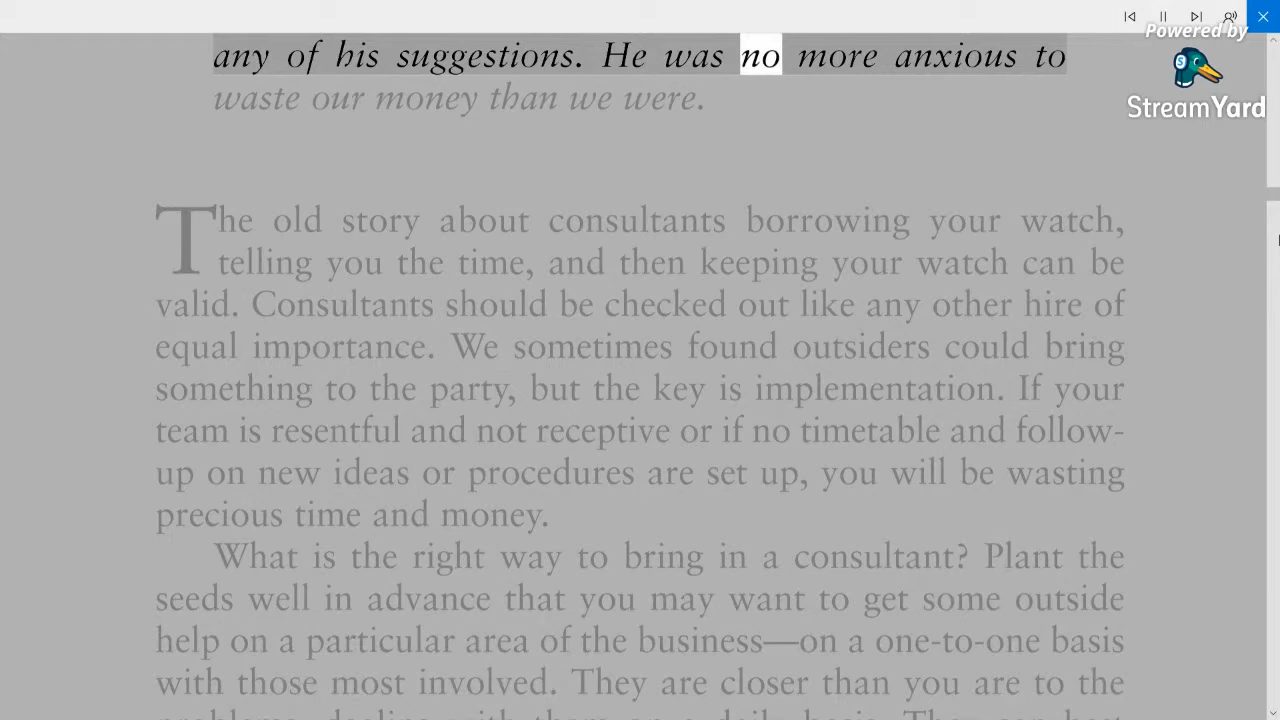 Powered by
StreamYard
any of his suggestions. He was no more anxious to
waste our money than we were.
The old story about consultants borrowing your watch,
telling you the time, and then keeping your watch can be
valid. Consultants should be checked out like any other hire of
equal importance. We sometimes found outsiders could bring
something to the party, but the key is implementation. If your
team is resentful and not receptive or if no timetable and follow-
up on new ideas or procedures are set up, you will be wasting
precious time and money.
What is the right way to bring in a consultant? Plant the
seeds well in advance that you may want to get some outside
help on a particular area of the business—on a one-to-one basis
with those most involved. They are closer than you are to the